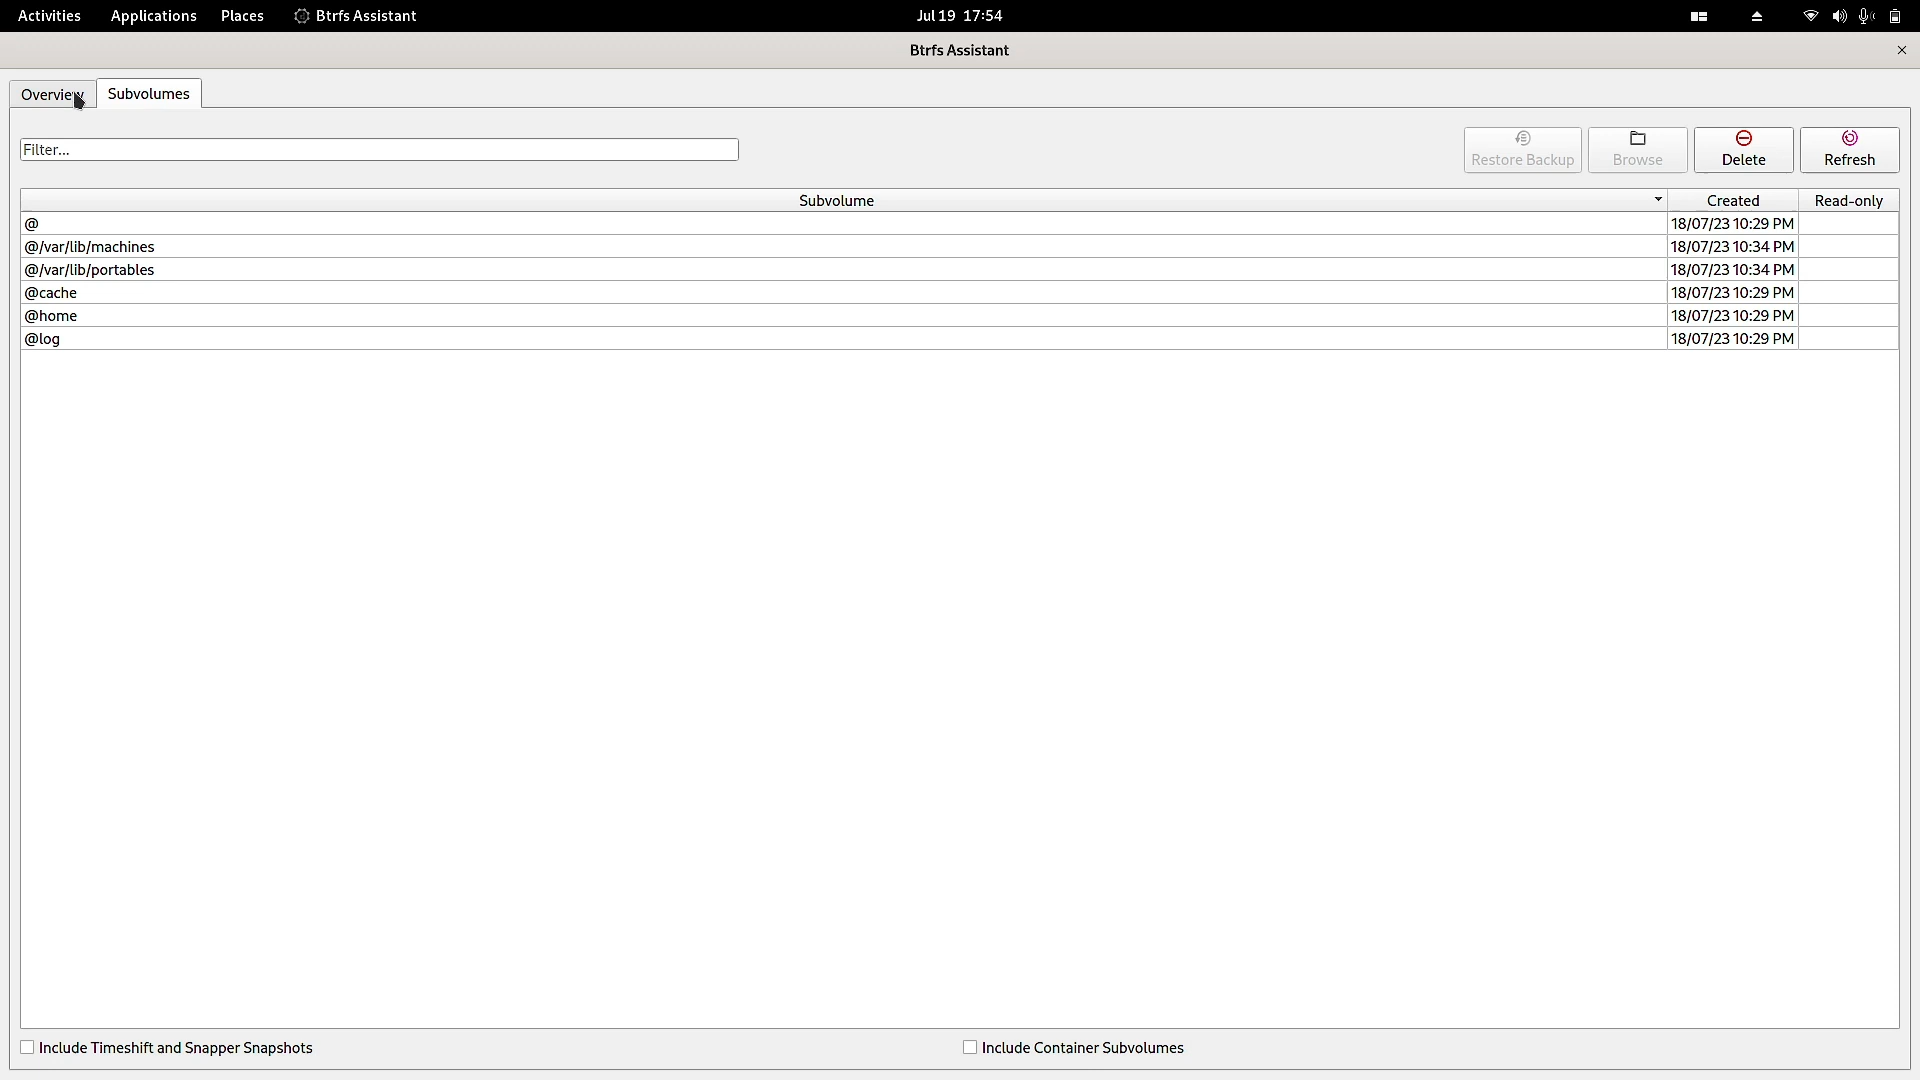 Activities Applications Places Btrfs Assistant Jul 19 17:54
Btrfs Assistant
Overview Subvolumes
Filter...
Restore Backup Browse Delete Refresh
Subvolume Created Read-only
@ 18/07/23 10:29 PM
@/var/lib/machines 18/07/23 10:34 PM
@/var/lib/portables 18/07/23 10:34 PM
@cache 18/07/23 10:29 PM
@home 18/07/23 10:29 PM
@log 18/07/23 10:29 PM
Include Timeshift and Snapper Snapshots Include Container Subvolumes